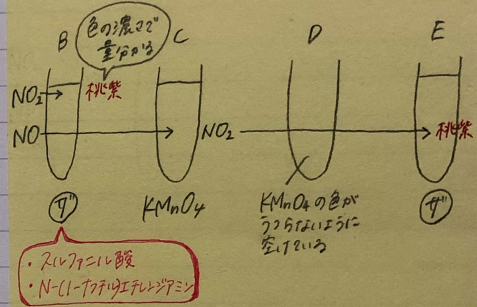 B
色の濃さで
量分かる
C
D
E
NO₂
桃紫
NO
NO₂
桃紫
ザ
KMnO₄
KMnO₄の色が
うつらないように
空けている
ザ
・スルファニル酸
・N-(1-ナフチル)エチレンジアミン